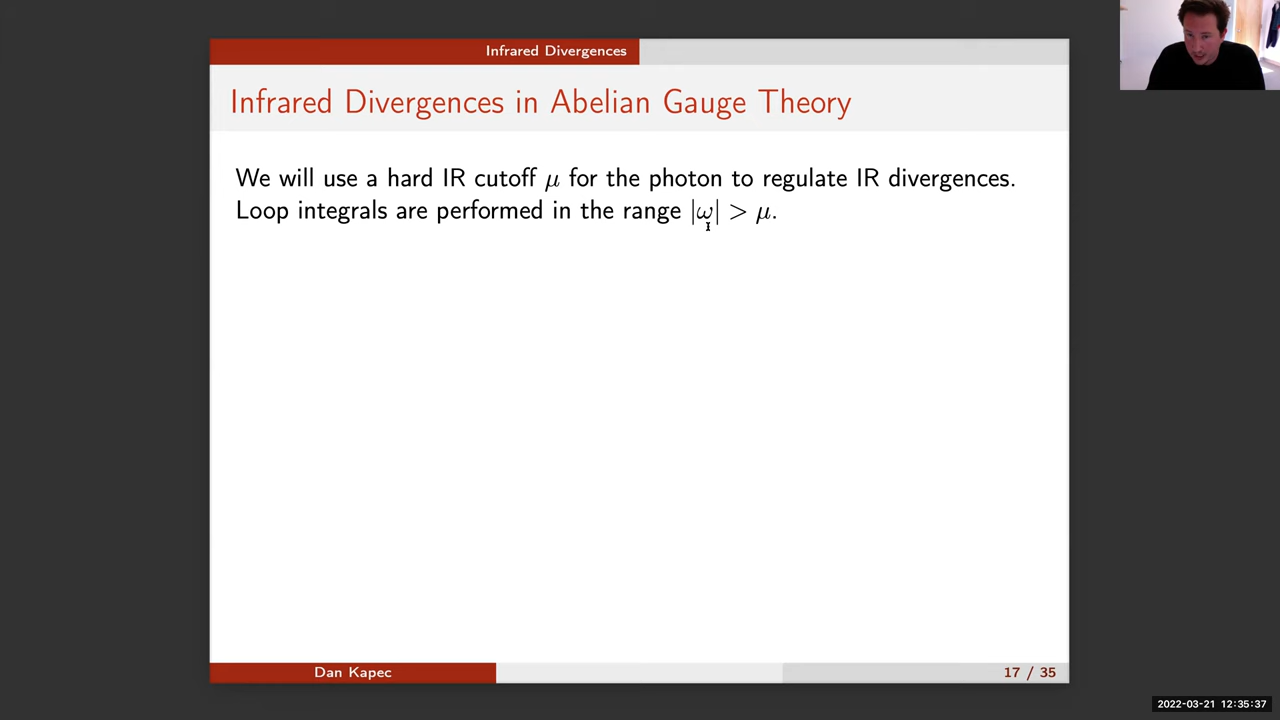 Infrared Divergences
Infrared Divergences in Abelian Gauge Theory
We will use a hard IR cutoff μ for the photon to regulate IR divergences.
Loop integrals are performed in the range |ω| > μ.
Dan Kapec
17 / 35
2022-03-21 12:35:37